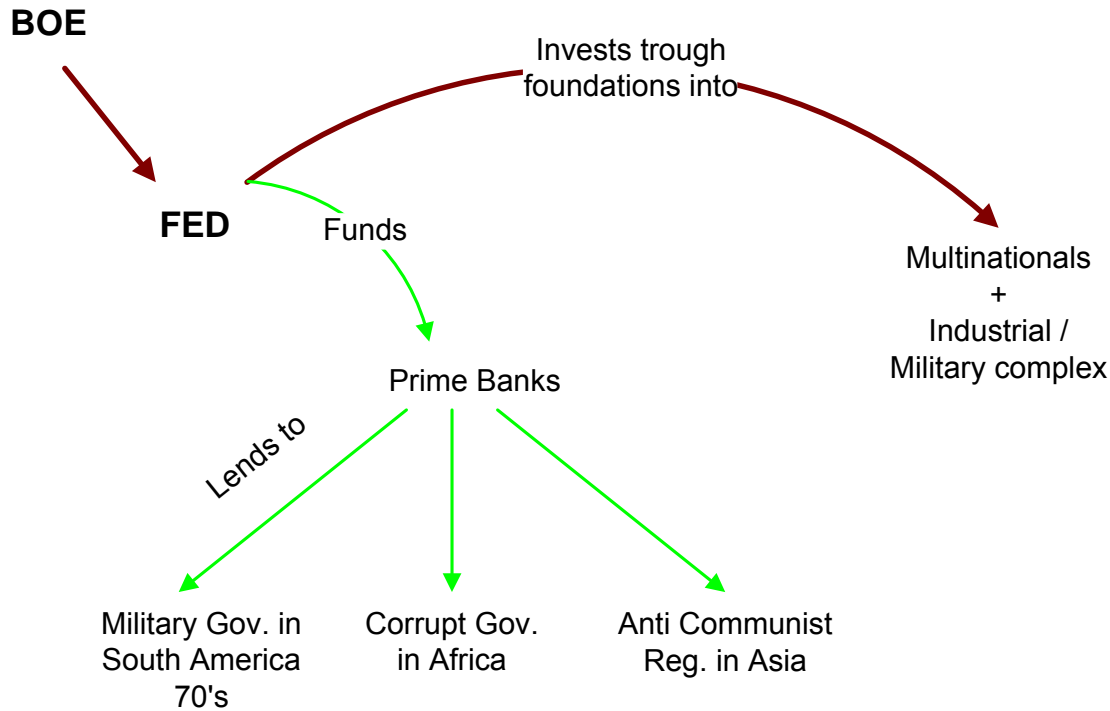 BOE
Invests trough
foundations into
FED
Funds
Multinationals
+
Industrial /
Military complex
Prime Banks
Lends to
Military Gov. in
South America
70's
Corrupt Gov.
in Africa
Anti Communist
Reg. in Asia